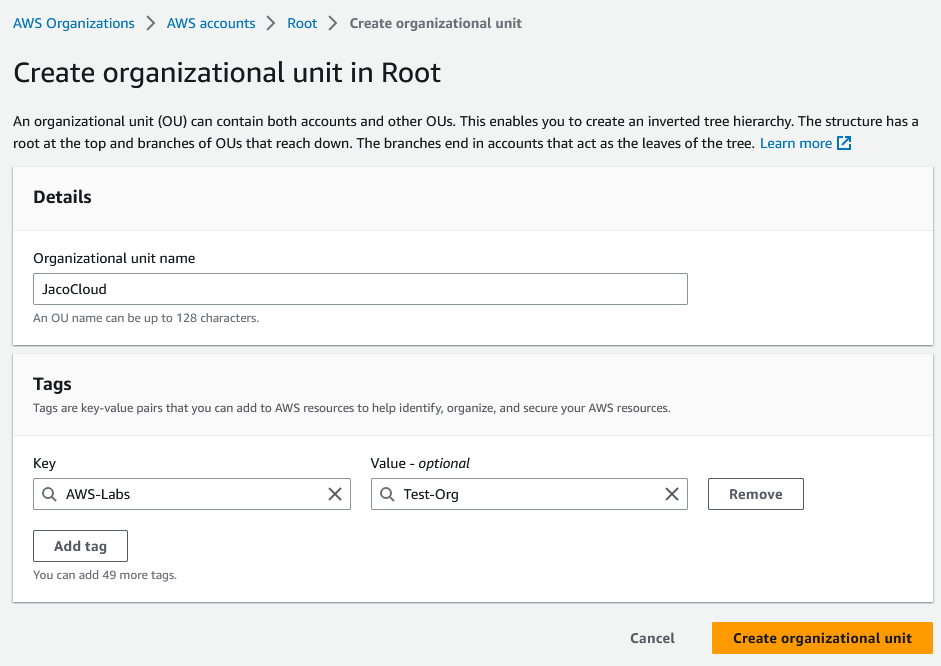 AWS Organizations > AWS accounts > Root > Create organizational unit
Create organizational unit in Root
An organizational unit (OU) can contain both accounts and other OUs. This enables you to create an inverted tree hierarchy. The structure has a
root at the top and branches of OUs that reach down. The branches end in accounts that act as the leaves of the tree. Learn more
Details
Organizational unit name
JacoCloud
An OU name can be up to 128 characters.
Tags
Tags are key-value pairs that you can add to AWS resources to help identify, organize, and secure your AWS resources.
Key Value - optional
AWS-Labs Test-Org Remove
Add tag
You can add 49 more tags.
Cancel Create organizational unit